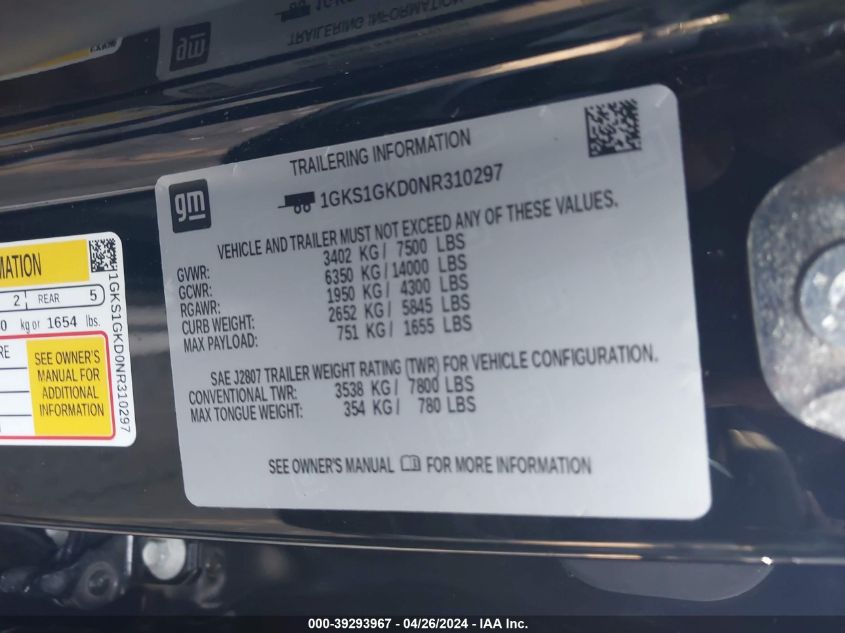 TRAILERING INFORMATION
gm
1GKS1GKD0NR310297
VEHICLE AND TRAILER MUST NOT EXCEED ANY OF THESE VALUES.
GVWR: 3402 KG / 7500 LBS
GCWR: 6350 KG / 14000 LBS
RGAWR: 1950 KG / 4300 LBS
CURB WEIGHT: 2652 KG / 5845 LBS
MAX PAYLOAD: 751 KG / 1655 LBS
SAE J2807 TRAILER WEIGHT RATING (TWR) FOR VEHICLE CONFIGURATION.
CONVENTIONAL TWR: 3538 KG / 7800 LBS
MAX TONGUE WEIGHT: 354 KG / 780 LBS
SEE OWNER'S MANUAL FOR MORE INFORMATION
2 REAR 5
kg or 1654 lbs.
SEE OWNER'S
MANUAL FOR
ADDITIONAL
INFORMATION
1GKS1GKD0NR310297
000-39293967 - 04/26/2024 - IAA Inc.